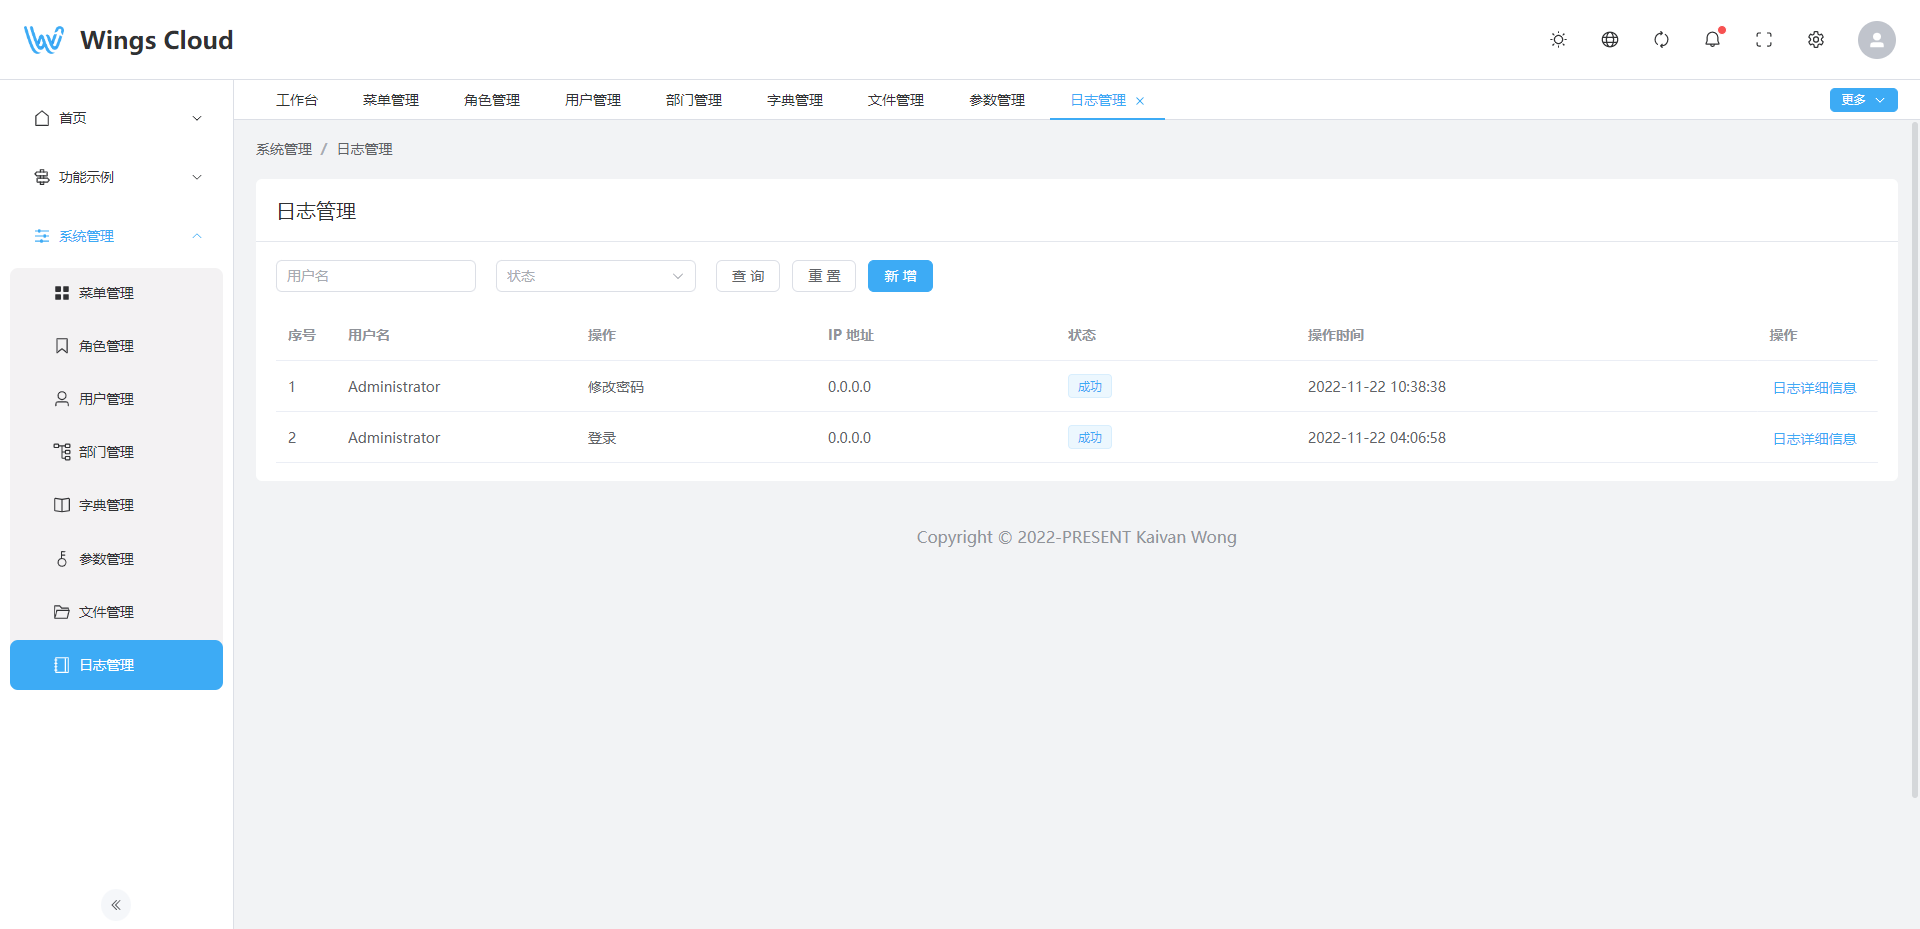 Wings Cloud
首页
功能示例
系统管理
菜单管理
角色管理
用户管理
部门管理
字典管理
参数管理
文件管理
日志管理
工作台 菜单管理 角色管理 用户管理 部门管理 字典管理 文件管理 参数管理 日志管理 更多
系统管理 / 日志管理
日志管理
用户名 状态 查 询 重 置 新 增
序号 用户名 操作 IP 地址 状态 操作时间 操作
1 Administrator 修改密码 0.0.0.0 成功 2022-11-22 10:38:38 日志详细信息
2 Administrator 登录 0.0.0.0 成功 2022-11-22 04:06:58 日志详细信息
Copyright © 2022-PRESENT Kaivan Wong